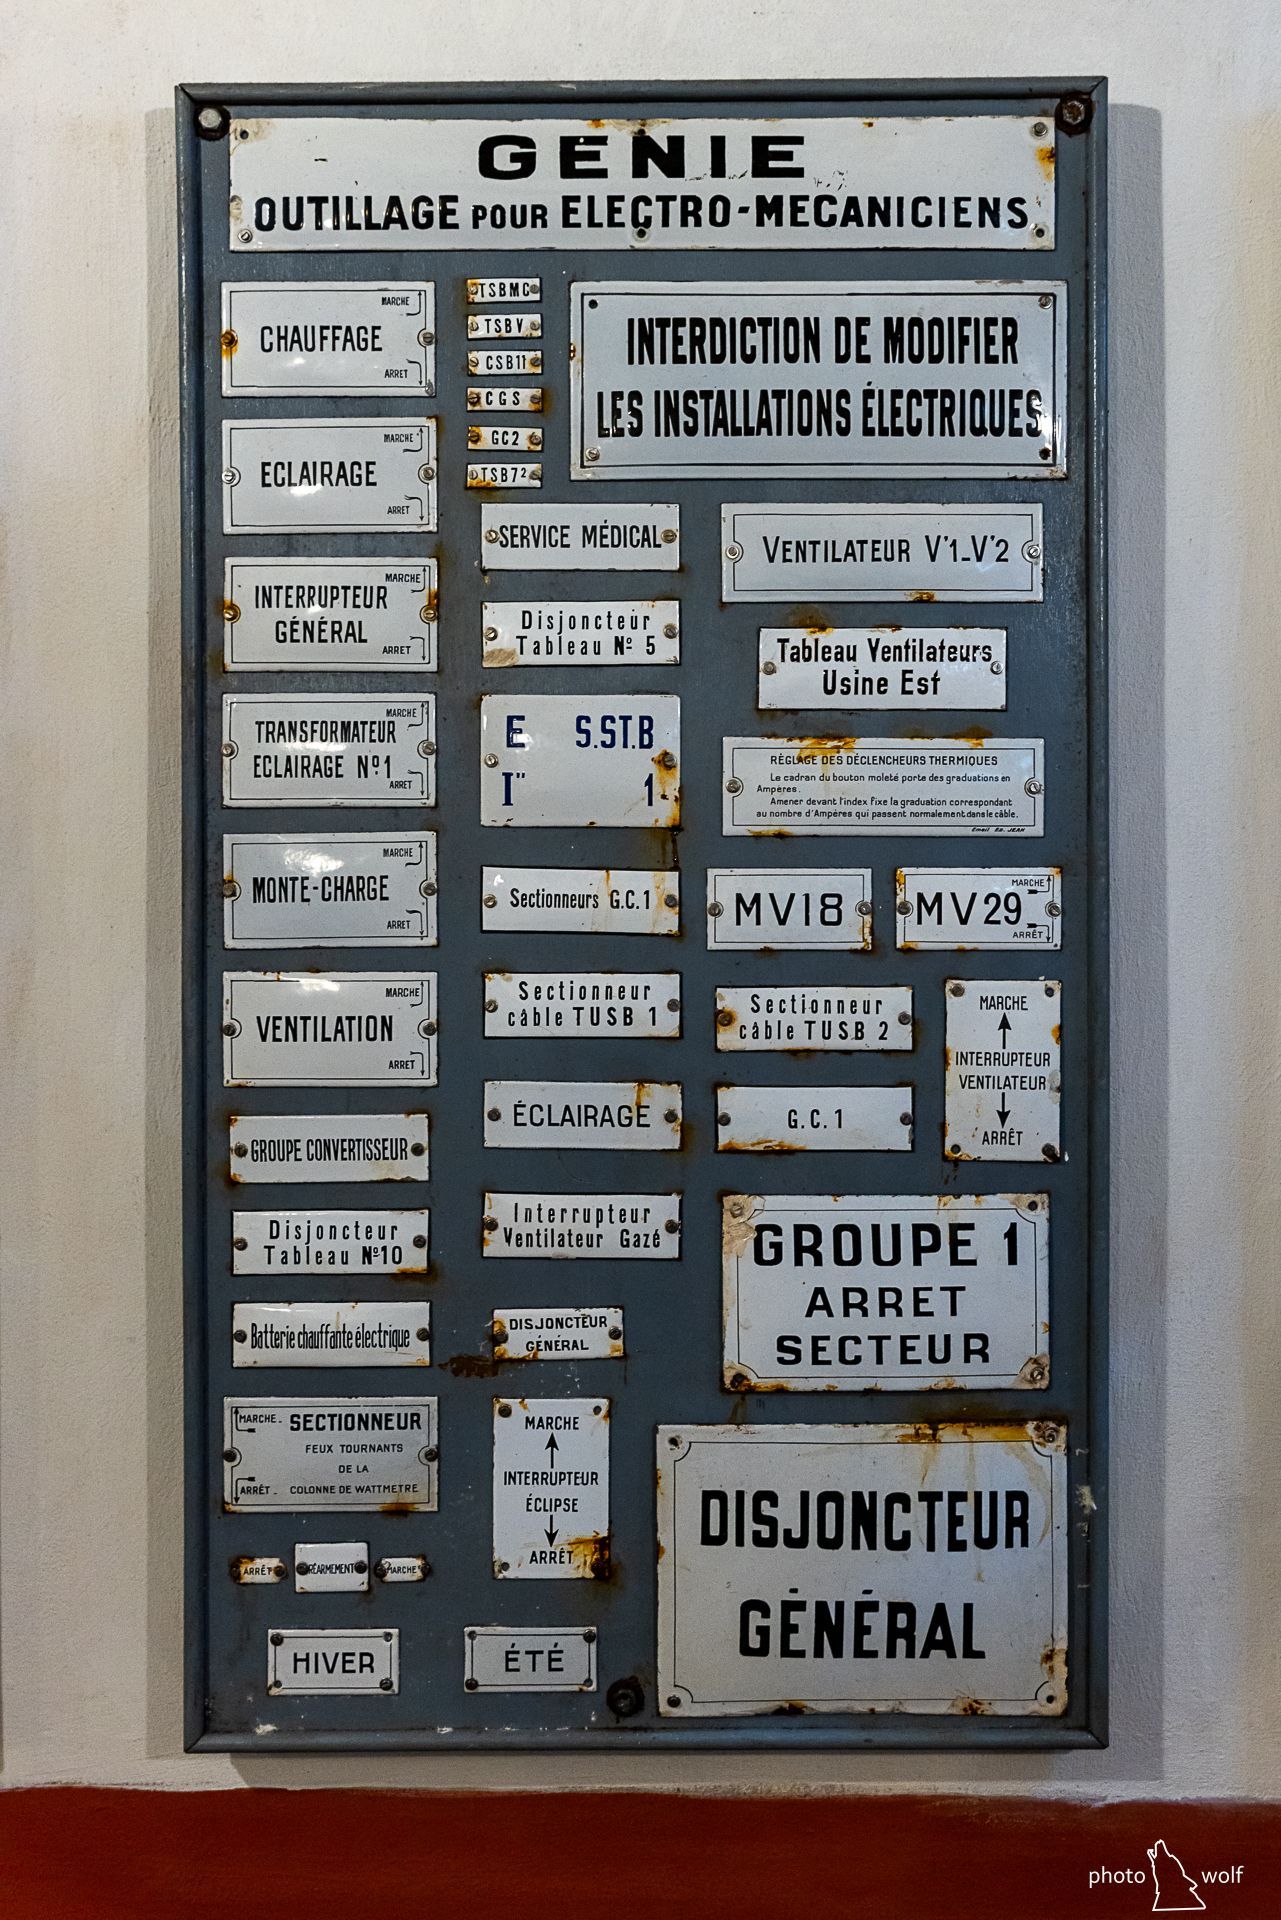 GENIE
OUTILLAGE POUR ELECTRO-MECANICIENS
MARCHE
CHAUFFAGE
ARRET
MARCHE
ECLAIRAGE
ARRET
MARCHE
INTERRUPTEUR
GÉNÉRAL
ARRET
MARCHE
TRANSFORMATEUR
ECLAIRAGE Nº1
ARRET
MARCHE
MONTE-CHARGE
ARRET
MARCHE
VENTILATION
ARRET
GROUPE CONVERTISSEUR
Disjoncteur
Tableau Nº10
Batterie chauffante électrique
MARCHE - SECTIONNEUR
FEUX TOURNANTS
DE LA
ARRÊT - COLONNE DE WATTMETRE
ARRÊT
RÉARMEMENT
MARCHE
HIVER
TSBMC
TSBV
CSB11
CGS
GC2
TSB7²
SERVICE MÉDICAL
Disjoncteur
Tableau Nº 5
E S.ST.B
I" 1
Sectionneurs G.C.1
Sectionneur
câble TUSB 1
ÉCLAIRAGE
Interrupteur
Ventilateur Gazé
DISJONCTEUR
GÉNÉRAL
MARCHE
INTERRUPTEUR
ÉCLIPSE
ARRÊT
ÉTÉ
INTERDICTION DE MODIFIER
LES INSTALLATIONS ÉLECTRIQUES
VENTILATEUR V'1-V'2
Tableau Ventilateurs
Usine Est
RÉGLAGE DES DÉCLENCHEURS THERMIQUES
Le cadran du bouton moleté porte des graduations en
Ampères.
Amener devant l'index fixe la graduation correspondant
au nombre d'Ampères qui passent normalement dans le câble.
Email Ed. JEAN
MV18
MARCHE
MV29
ARRÊT
Sectionneur
câble TUSB 2
G.C.1
MARCHE
INTERRUPTEUR
VENTILATEUR
ARRÊT
GROUPE 1
ARRET
SECTEUR
DISJONCTEUR
GÉNÉRAL
photo wolf